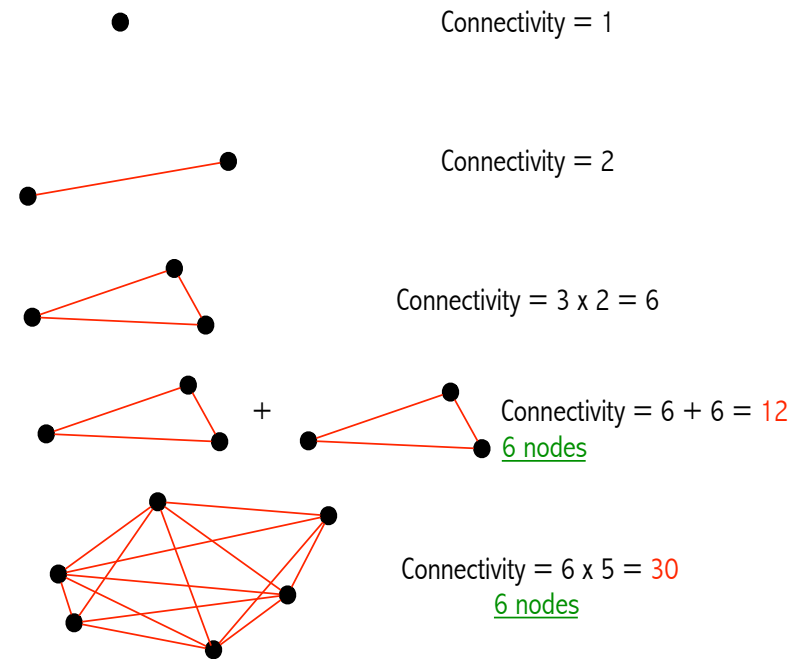 Connectivity = 1
Connectivity = 2
Connectivity = 3 x 2 = 6
+
Connectivity = 6 + 6 = 12
6 nodes
Connectivity = 6 x 5 = 30
6 nodes